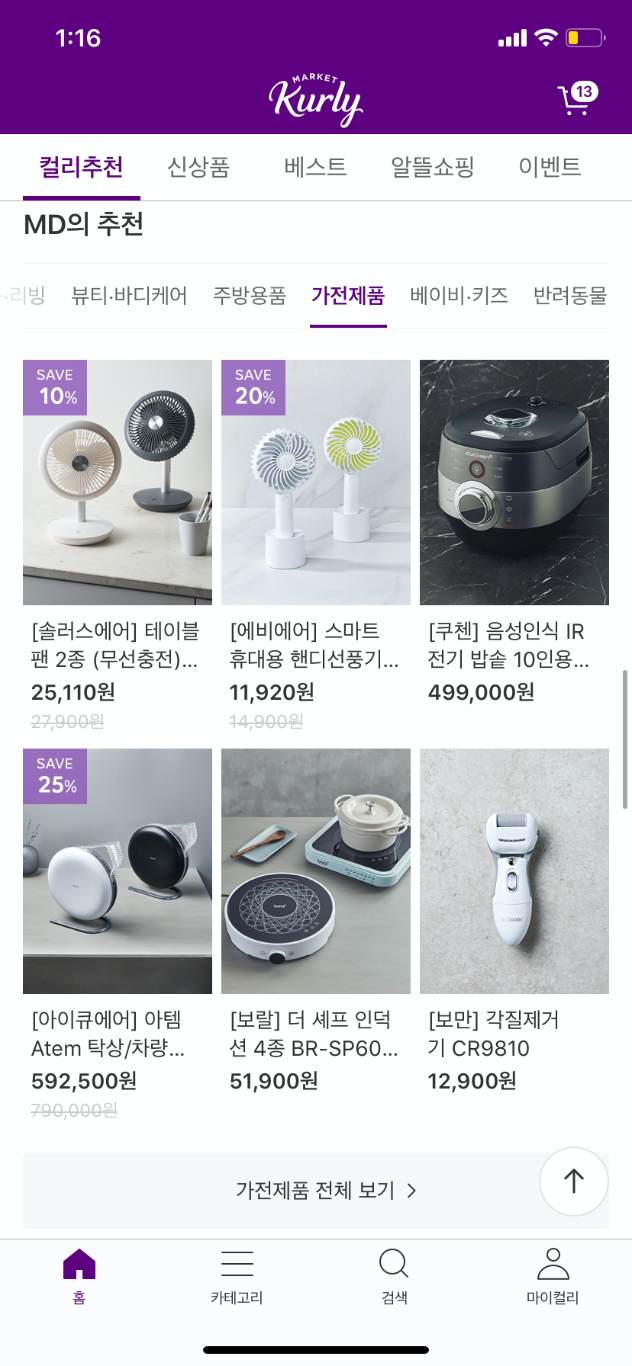 1:16
MARKET
Kurly
13
컬리추천 신상품 베스트 알뜰쇼핑 이벤트
MD의 추천
·리빙 뷰티·바디케어 주방용품 가전제품 베이비·키즈 반려동물
SAVE
10%
SAVE
20%
cuchen
[솔러스에어] 테이블
팬 2종 (무선충전)...
25,110원
27,900원
[에비에어] 스마트
휴대용 핸디선풍기...
11,920원
14,900원
[쿠첸] 음성인식 IR
전기 밥솥 10인용...
499,000원
SAVE
25%
[아이큐에어] 아템
Atem 탁상/차량...
592,500원
790,000원
[보랄] 더 셰프 인덕
션 4종 BR-SP60...
51,900원
[보만] 각질제거
기 CR9810
12,900원
가전제품 전체 보기 >
홈 카테고리 검색 마이컬리